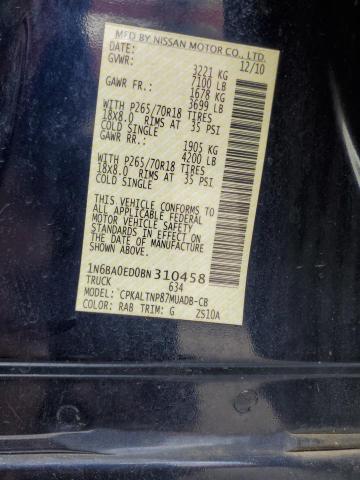 MFD BY NISSAN MOTOR CO., LTD.
DATE: 12/10
GVWR: 3221 KG
7100 LB
GAWR FR.: 1678 KG
3699 LB
WITH P265/70R18 TIRES
18x8.0 RIMS AT 35 PSI
COLD SINGLE
GAWR RR.: 1905 KG
4200 LB
WITH P265/70R18 TIRES
18x8.0 RIMS AT 35 PSI
COLD SINGLE
THIS VEHICLE CONFORMS TO
ALL APPLICABLE FEDERAL
MOTOR VEHICLE SAFETY
STANDARDS IN EFFECT ON
THE DATE OF MANUFACTURE
SHOWN ABOVE.
1N6BA0ED0BN310458
TRUCK 634
MODEL: CPKALTNP87MUADB-CB
COLOR: RAB TRIM: G ZS10A